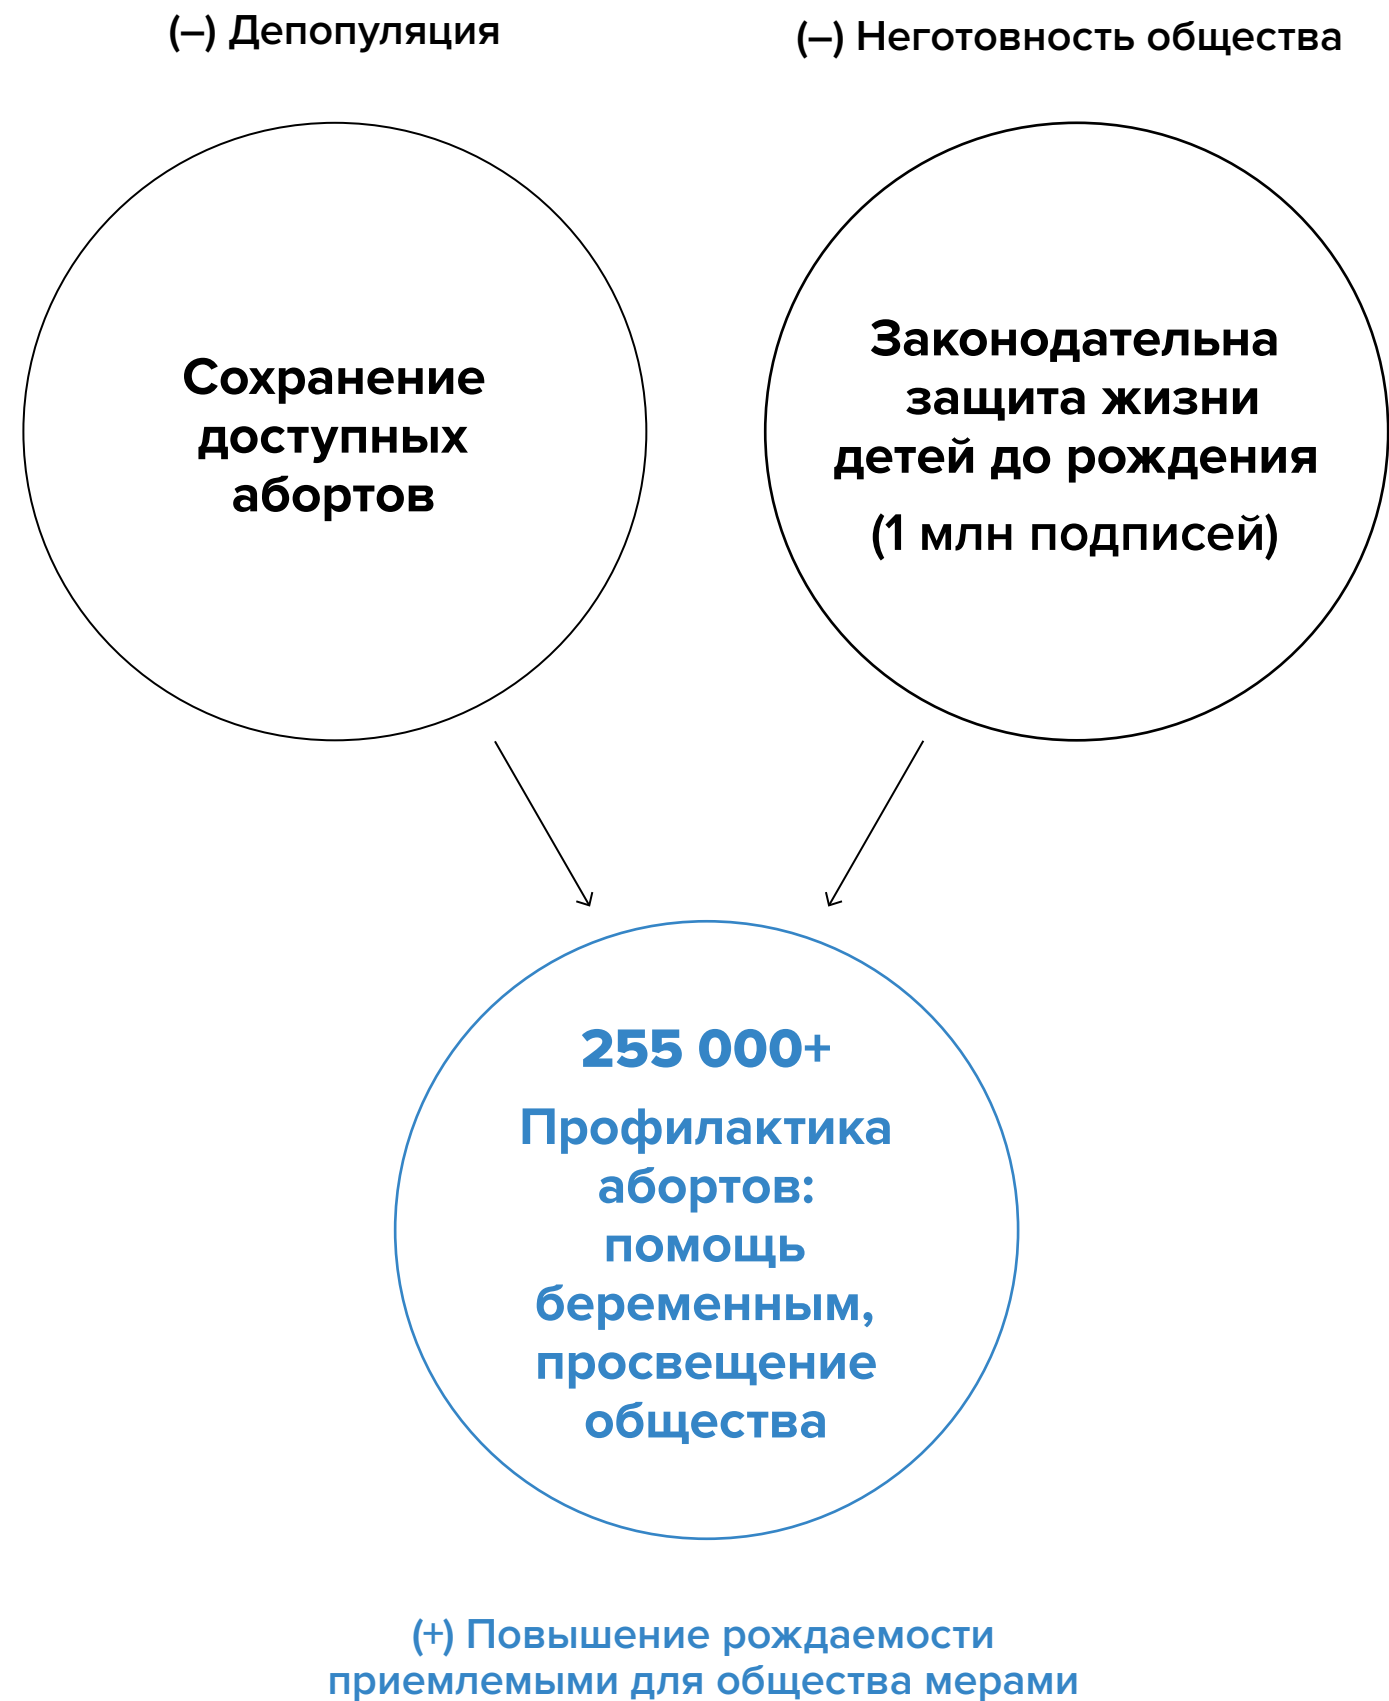 (–) Депопуляция
(–) Неготовность общества
Сохранение
доступных
абортов
Законодательна
защита жизни
детей до рождения
(1 млн подписей)
255 000+
Профилактика
абортов:
помощь
беременным,
просвещение
общества
(+) Повышение рождаемости
приемлемыми для общества мерами